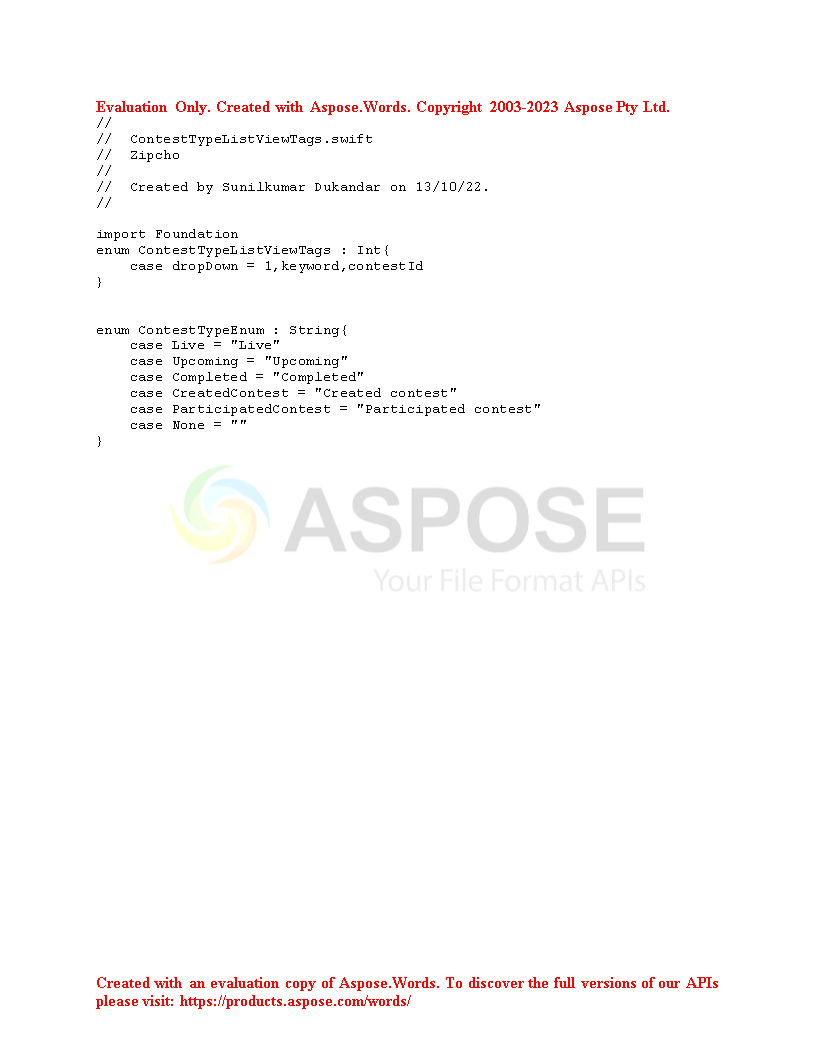 Evaluation Only. Created with Aspose.Words. Copyright 2003-2023 Aspose Pty Ltd.
//
//  ContestTypeListViewTags.swift
//  Zipcho
//
//  Created by Sunilkumar Dukandar on 13/10/22.
//
import Foundation
enum ContestTypeListViewTags : Int{
    case dropDown = 1,keyword,contestId
}
enum ContestTypeEnum : String{
    case Live = "Live"
    case Upcoming = "Upcoming"
    case Completed = "Completed"
    case CreatedContest = "Created contest"
    case ParticipatedContest = "Participated contest"
    case None = ""
}
ASPOSE
Your File Format APIs
Created with an evaluation copy of Aspose.Words. To discover the full versions of our APIs
please visit: https://products.aspose.com/words/